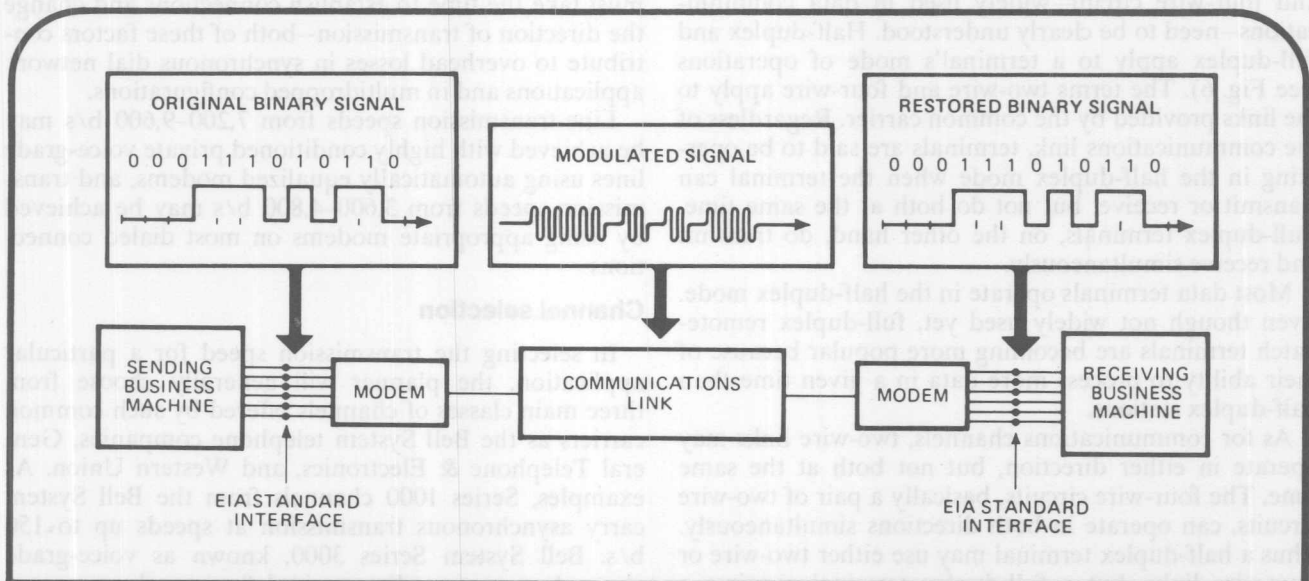 ORIGINAL BINARY SIGNAL
0 0 0 1 1 1 0 1 0 1 1 0
MODULATED SIGNAL
RESTORED BINARY SIGNAL
0 0 0 1 1 1 0 1 0 1 1 0
SENDING
BUSINESS
MACHINE
MODEM
COMMUNICATIONS
LINK
MODEM
RECEIVING
BUSINESS
MACHINE
EIA STANDARD
INTERFACE
EIA STANDARD
INTERFACE